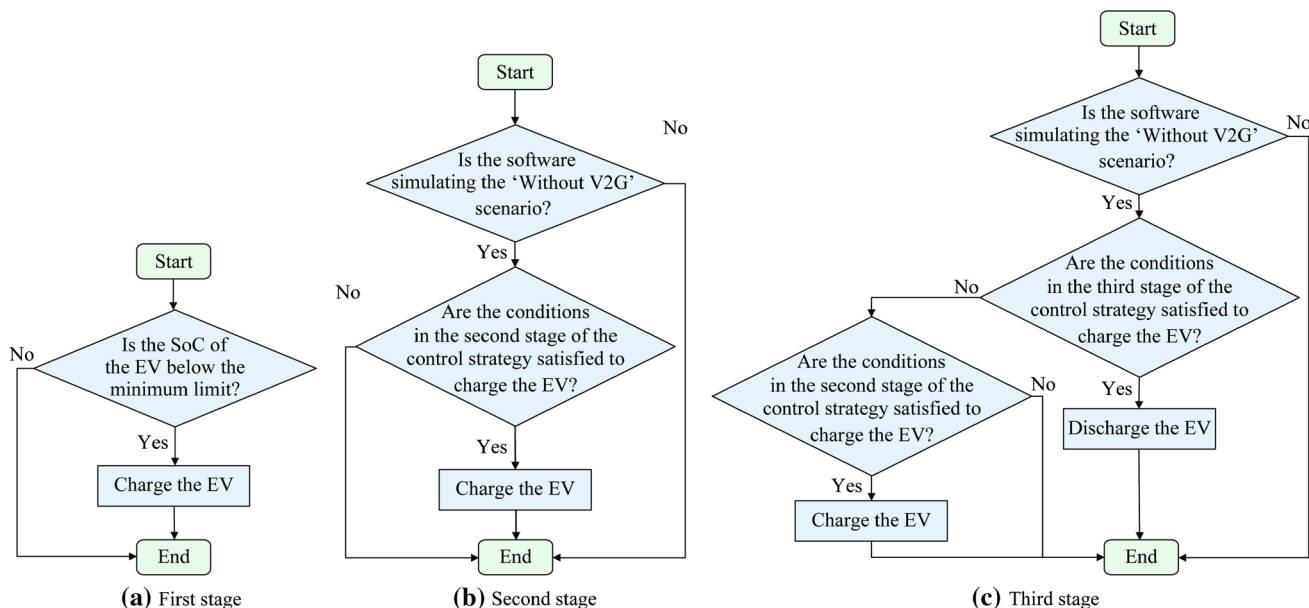 Start
Is the SoC of
the EV below the
minimum limit?
No
Yes
Charge the EV
End
(a) First stage
Start
No
Is the software
simulating the ‘Without V2G’
scenario?
Yes
No
Are the conditions
in the second stage of the
control strategy satisfied to
charge the EV?
Yes
Charge the EV
End
(b) Second stage
Start
Is the software
simulating the ‘Without V2G’
scenario?
No
Yes
Are the conditions
in the third stage of the
control strategy satisfied to
charge the EV?
No
Yes
Discharge the EV
Are the conditions
in the second stage of the
control strategy satisfied to
charge the EV?
No
Yes
Charge the EV
End
(c) Third stage